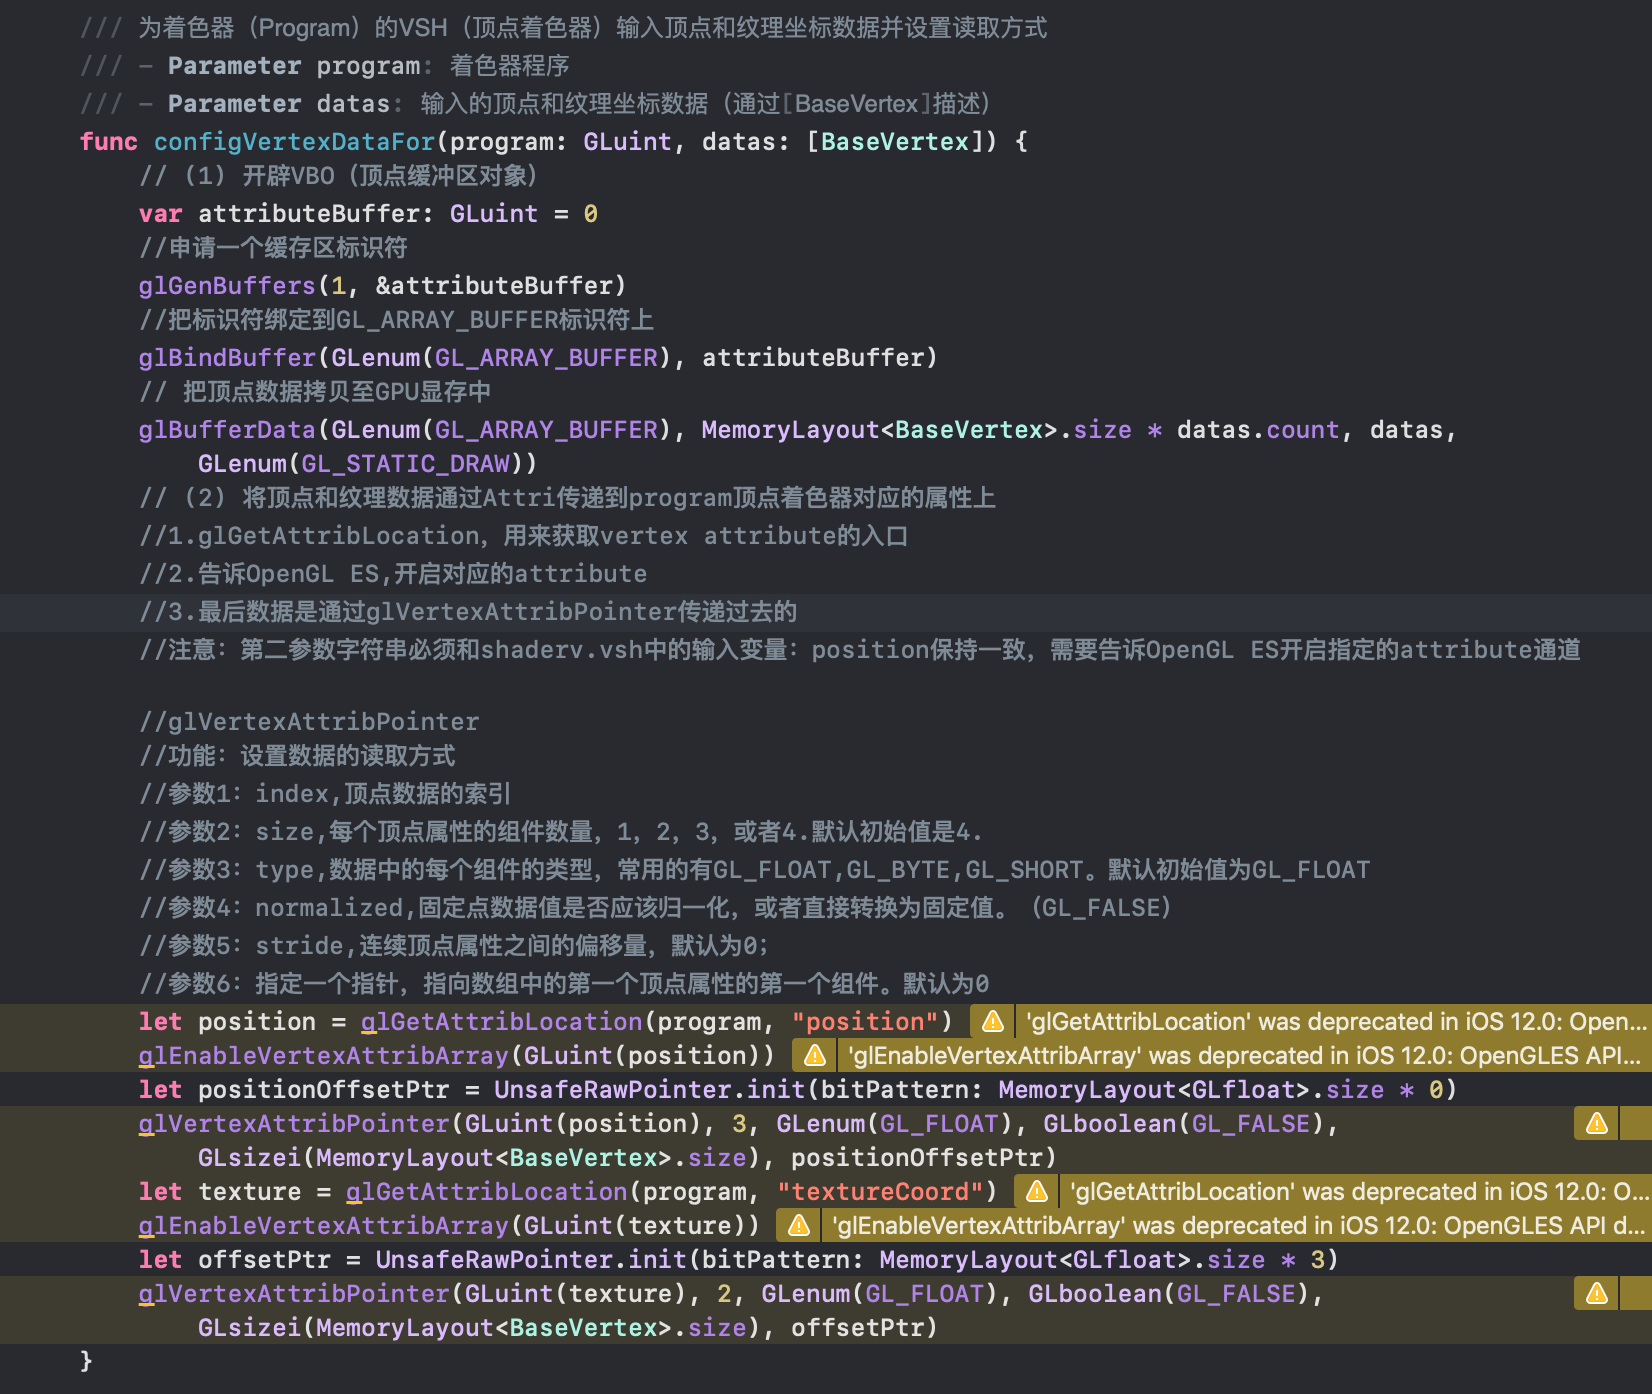 /// 为着色器（Program）的VSH（顶点着色器）输入顶点和纹理坐标数据并设置读取方式
/// - Parameter program: 着色器程序
/// - Parameter datas: 输入的顶点和纹理坐标数据（通过[BaseVertex]描述）
func configVertexDataFor(program: GLuint, datas: [BaseVertex]) {
// (1) 开辟VBO（顶点缓冲区对象）
var attributeBuffer: GLuint = 0
//申请一个缓存区标识符
glGenBuffers(1, &attributeBuffer)
//把标识符绑定到GL_ARRAY_BUFFER标识符上
glBindBuffer(GLenum(GL_ARRAY_BUFFER), attributeBuffer)
// 把顶点数据拷贝至GPU显存中
glBufferData(GLenum(GL_ARRAY_BUFFER), MemoryLayout<BaseVertex>.size * datas.count, datas,
GLenum(GL_STATIC_DRAW))
// (2) 将顶点和纹理数据通过Attri传递到program顶点着色器对应的属性上
//1.glGetAttribLocation，用来获取vertex attribute的入口
//2.告诉OpenGL ES,开启对应的attribute
//3.最后数据是通过glVertexAttribPointer传递过去的
//注意：第二参数字符串必须和shaderv.vsh中的输入变量：position保持一致，需要告诉OpenGL ES开启指定的attribute通道
//glVertexAttribPointer
//功能：设置数据的读取方式
//参数1：index,顶点数据的索引
//参数2：size,每个顶点属性的组件数量，1，2，3，或者4.默认初始值是4.
//参数3：type,数据中的每个组件的类型，常用的有GL_FLOAT,GL_BYTE,GL_SHORT。默认初始值为GL_FLOAT
//参数4：normalized,固定点数据值是否应该归一化，或者直接转换为固定值。（GL_FALSE）
//参数5：stride,连续顶点属性之间的偏移量，默认为0；
//参数6：指定一个指针，指向数组中的第一个顶点属性的第一个组件。默认为0
let position = glGetAttribLocation(program, "position") 'glGetAttribLocation' was deprecated in iOS 12.0: Open...
glEnableVertexAttribArray(GLuint(position)) 'glEnableVertexAttribArray' was deprecated in iOS 12.0: OpenGLES API...
let positionOffsetPtr = UnsafeRawPointer.init(bitPattern: MemoryLayout<GLfloat>.size * 0)
glVertexAttribPointer(GLuint(position), 3, GLenum(GL_FLOAT), GLboolean(GL_FALSE),
GLsizei(MemoryLayout<BaseVertex>.size), positionOffsetPtr)
let texture = glGetAttribLocation(program, "textureCoord") 'glGetAttribLocation' was deprecated in iOS 12.0: O...
glEnableVertexAttribArray(GLuint(texture)) 'glEnableVertexAttribArray' was deprecated in iOS 12.0: OpenGLES API d...
let offsetPtr = UnsafeRawPointer.init(bitPattern: MemoryLayout<GLfloat>.size * 3)
glVertexAttribPointer(GLuint(texture), 2, GLenum(GL_FLOAT), GLboolean(GL_FALSE),
GLsizei(MemoryLayout<BaseVertex>.size), offsetPtr)
}